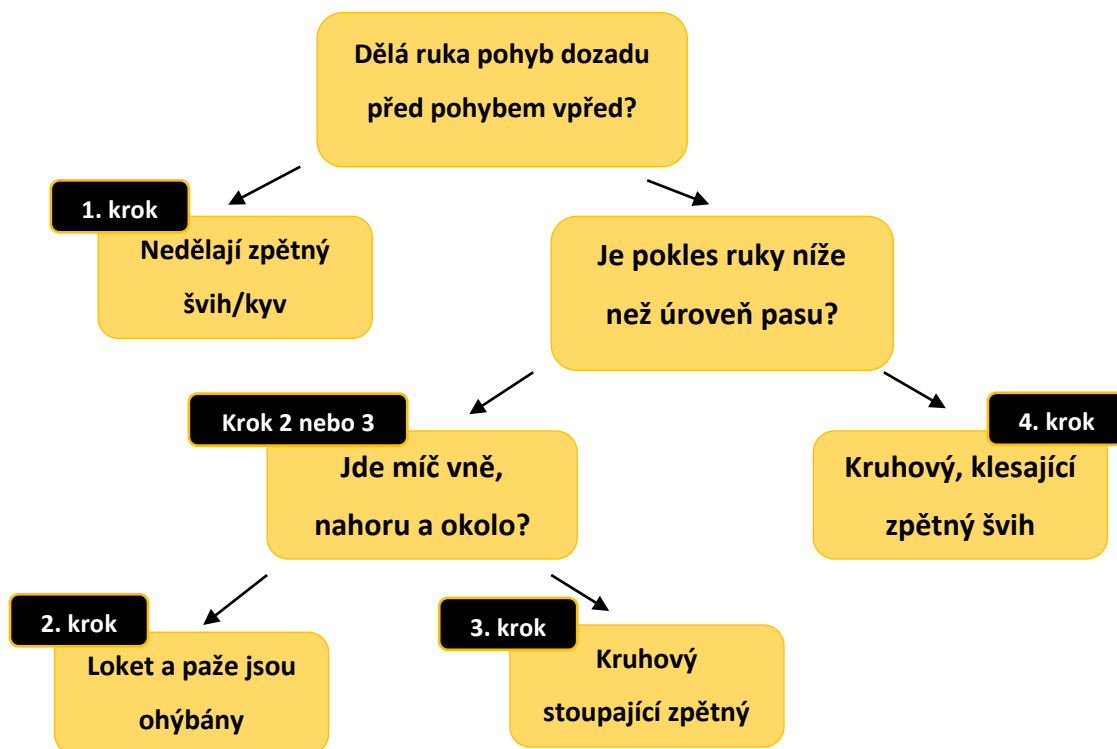 Dělá ruka pohyb dozadu
před pohybem vpřed?
1. krok
Nedělají zpětný
švih/kyv
Je pokles ruky níže
než úroveň pasu?
Krok 2 nebo 3
Jde míč vně,
nahoru a okolo?
4. krok
Kruhový, klesající
zpětný švih
2. krok
Loket a paže jsou
ohýbány
3. krok
Kruhový
stoupající zpětný